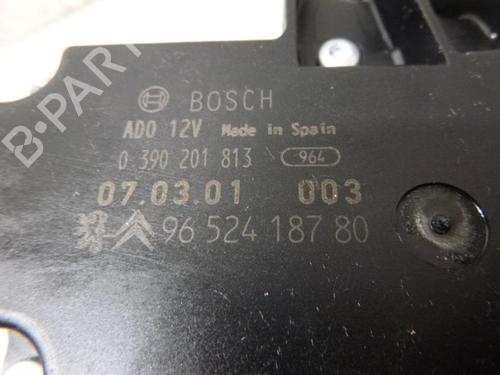 BOSCH
ADO 12V Made in Spain
0 390 201 813 964
07.03.01 003
96 524 187 80
B-PARTS